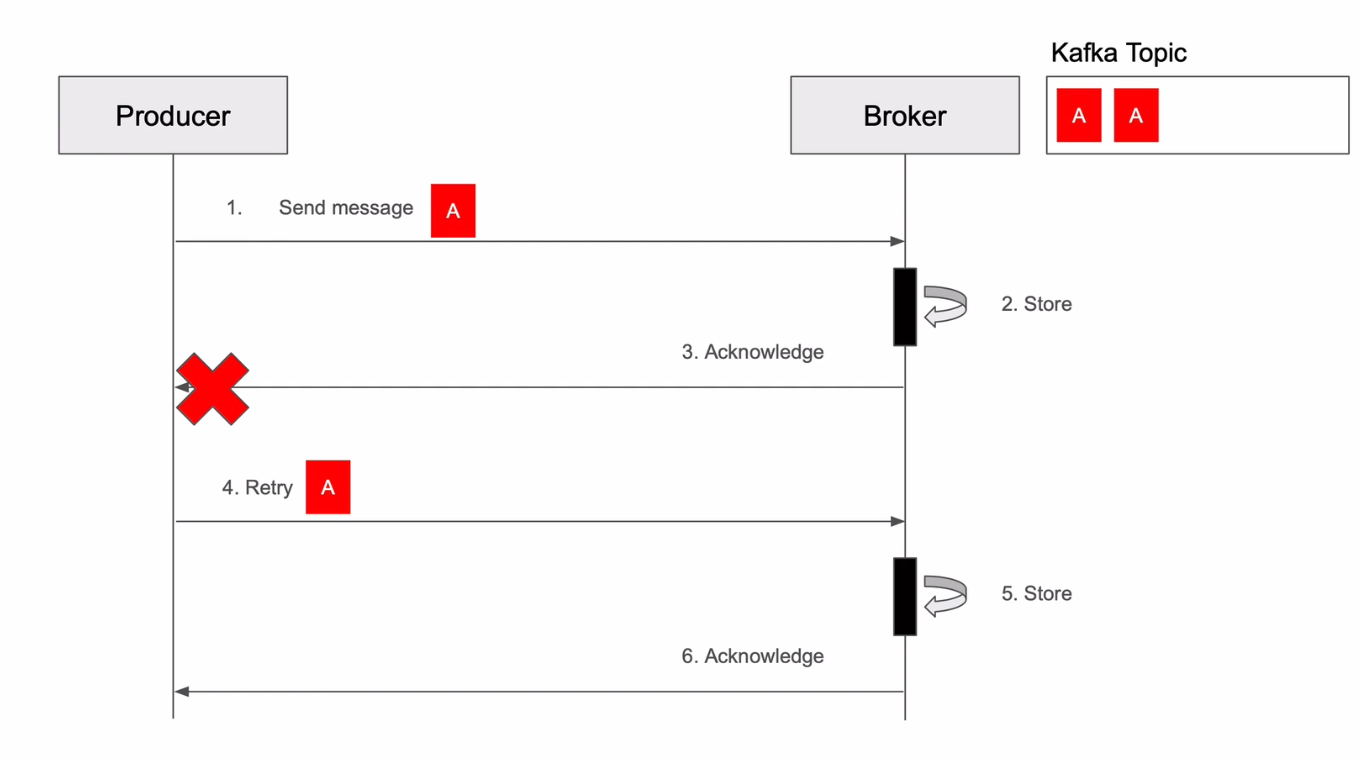 Kafka Topic
Producer
Broker
A A
1. Send message A
2. Store
3. Acknowledge
4. Retry A
5. Store
6. Acknowledge